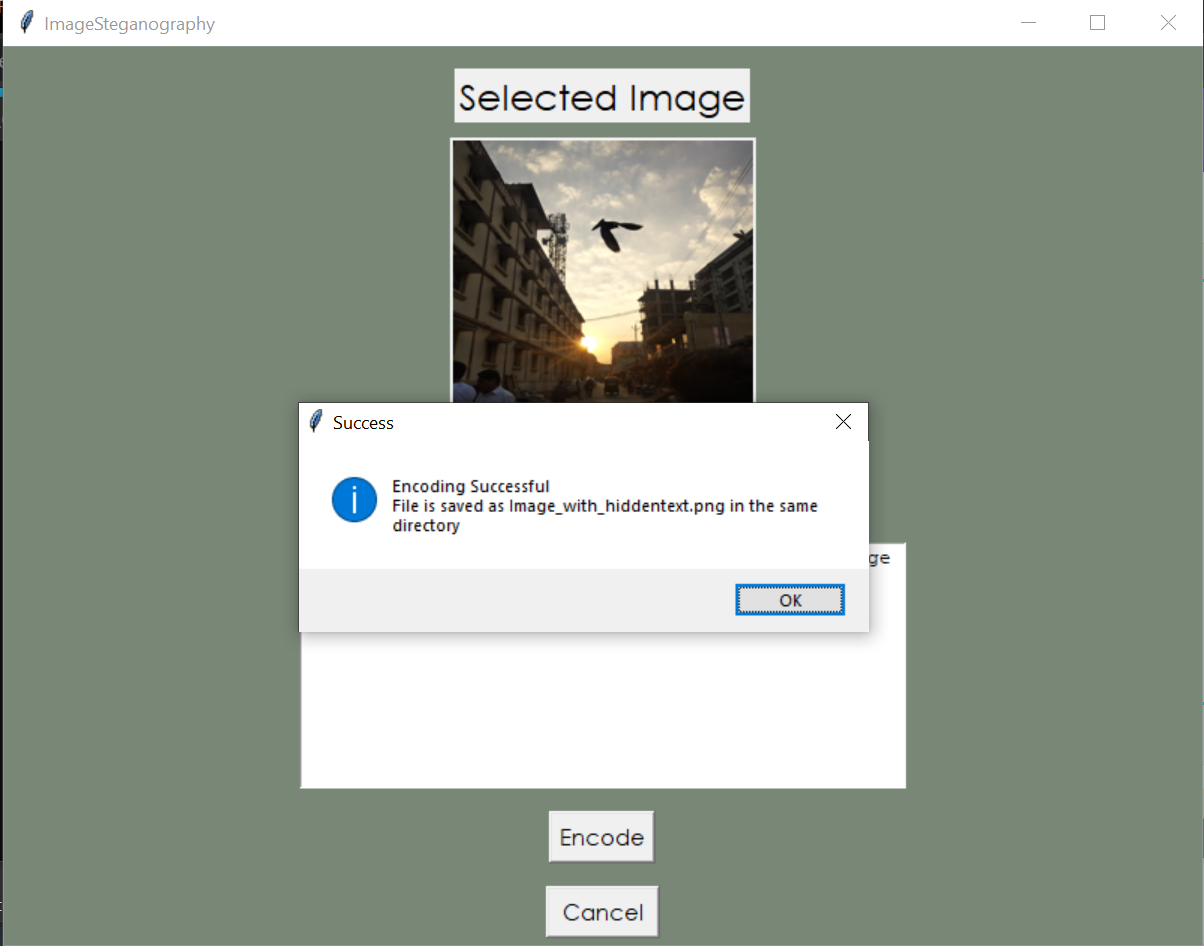 ImageSteganography
Selected Image
Success
Encoding Successful
File is saved as Image_with_hiddentext.png in the same
directory
OK
Encode
Cancel